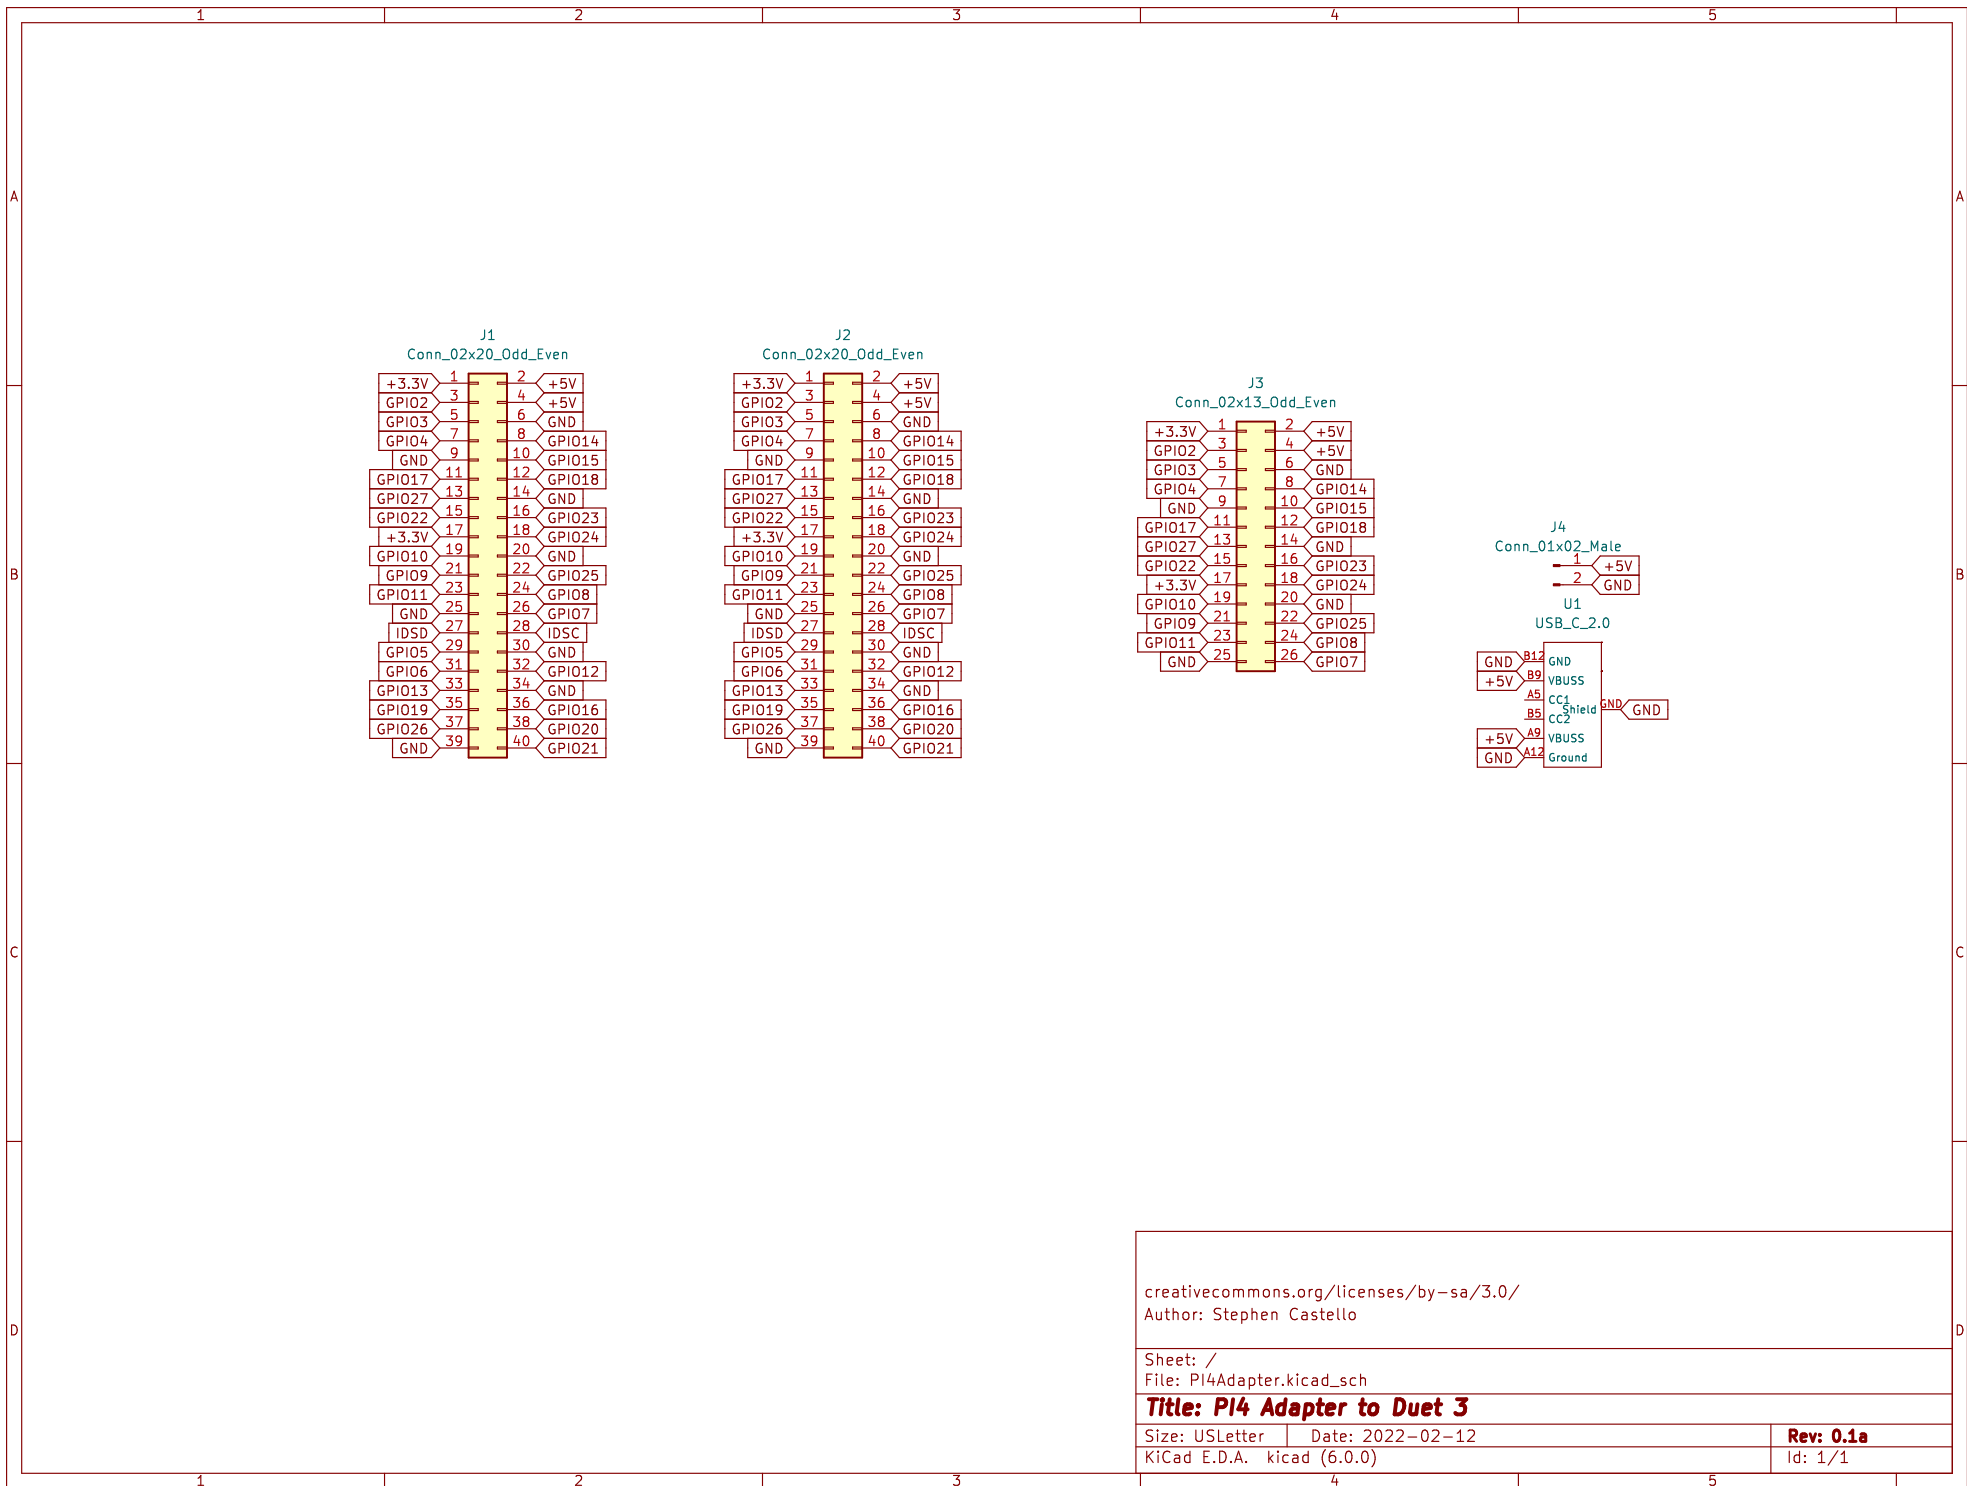 1 2 3 4 5
A A
J1 J2
Conn_02x20_Odd_Even Conn_02x20_Odd_Even
+3.3V 1 2 +5V
GPIO2 3 4 +5V
GPIO3 5 6 GND
GPIO4 7 8 GPIO14
GND 9 10 GPIO15
GPIO17 11 12 GPIO18
GPIO27 13 14 GND
GPIO22 15 16 GPIO23
+3.3V 17 18 GPIO24
GPIO10 19 20 GND
GPIO9 21 22 GPIO25
GPIO11 23 24 GPIO8
GND 25 26 GPIO7
IDSD 27 28 IDSC
GPIO5 29 30 GND
GPIO6 31 32 GPIO12
GPIO13 33 34 GND
GPIO19 35 36 GPIO16
GPIO26 37 38 GPIO20
GND 39 40 GPIO21
+3.3V 1 2 +5V
GPIO2 3 4 +5V
GPIO3 5 6 GND
GPIO4 7 8 GPIO14
GND 9 10 GPIO15
GPIO17 11 12 GPIO18
GPIO27 13 14 GND
GPIO22 15 16 GPIO23
+3.3V 17 18 GPIO24
GPIO10 19 20 GND
GPIO9 21 22 GPIO25
GPIO11 23 24 GPIO8
GND 25 26 GPIO7
IDSD 27 28 IDSC
GPIO5 29 30 GND
GPIO6 31 32 GPIO12
GPIO13 33 34 GND
GPIO19 35 36 GPIO16
GPIO26 37 38 GPIO20
GND 39 40 GPIO21
J3
Conn_02x13_Odd_Even
+3.3V 1 2 +5V
GPIO2 3 4 +5V
GPIO3 5 6 GND
GPIO4 7 8 GPIO14
GND 9 10 GPIO15
GPIO17 11 12 GPIO18
GPIO27 13 14 GND
GPIO22 15 16 GPIO23
+3.3V 17 18 GPIO24
GPIO10 19 20 GND
GPIO9 21 22 GPIO25
GPIO11 23 24 GPIO8
GND 25 26 GPIO7
J4
Conn_01x02_Male
1 +5V
2 GND
U1
USB_C_2.0
GND B12 GND
+5V B9 VBUSS
A5 CC1
Shield GND GND
B5 CC2
+5V A9 VBUSS
GND A12 Ground
B B
C C
D D
creativecommons.org/licenses/by-sa/3.0/
Author: Stephen Castello
Sheet: /
File: PI4Adapter.kicad_sch
Title: PI4 Adapter to Duet 3
Size: USLetter Date: 2022-02-12 Rev: 0.1a
KiCad E.D.A. kicad (6.0.0) Id: 1/1
1 2 3 4 5